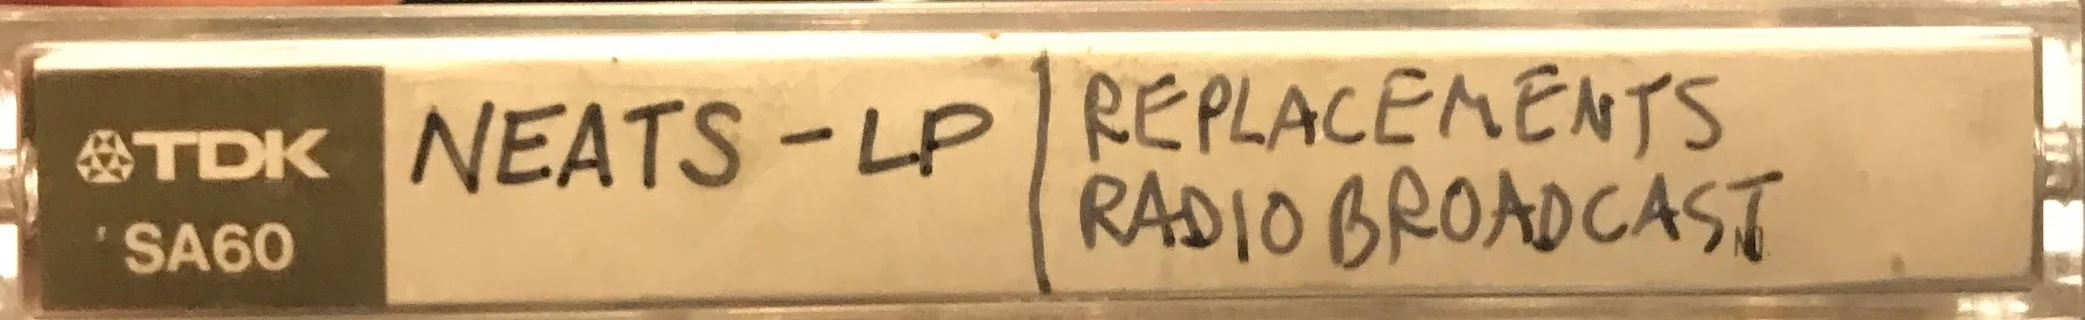 TDK
SA60
NEATS - LP
REPLACEMENTS
RADIO BROADCAST